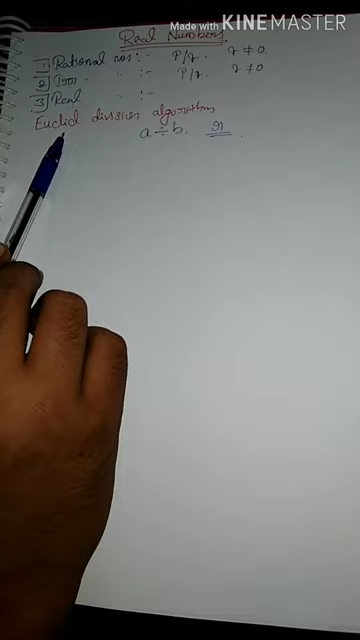 Made with KINEMASTER
Real Numbers
1 Rational nos :- P/q. q ≠ 0.
2 Irr " :- P/q. q ≠ 0
3 Real " :-
Euclid division algorithm
a ÷ b. r